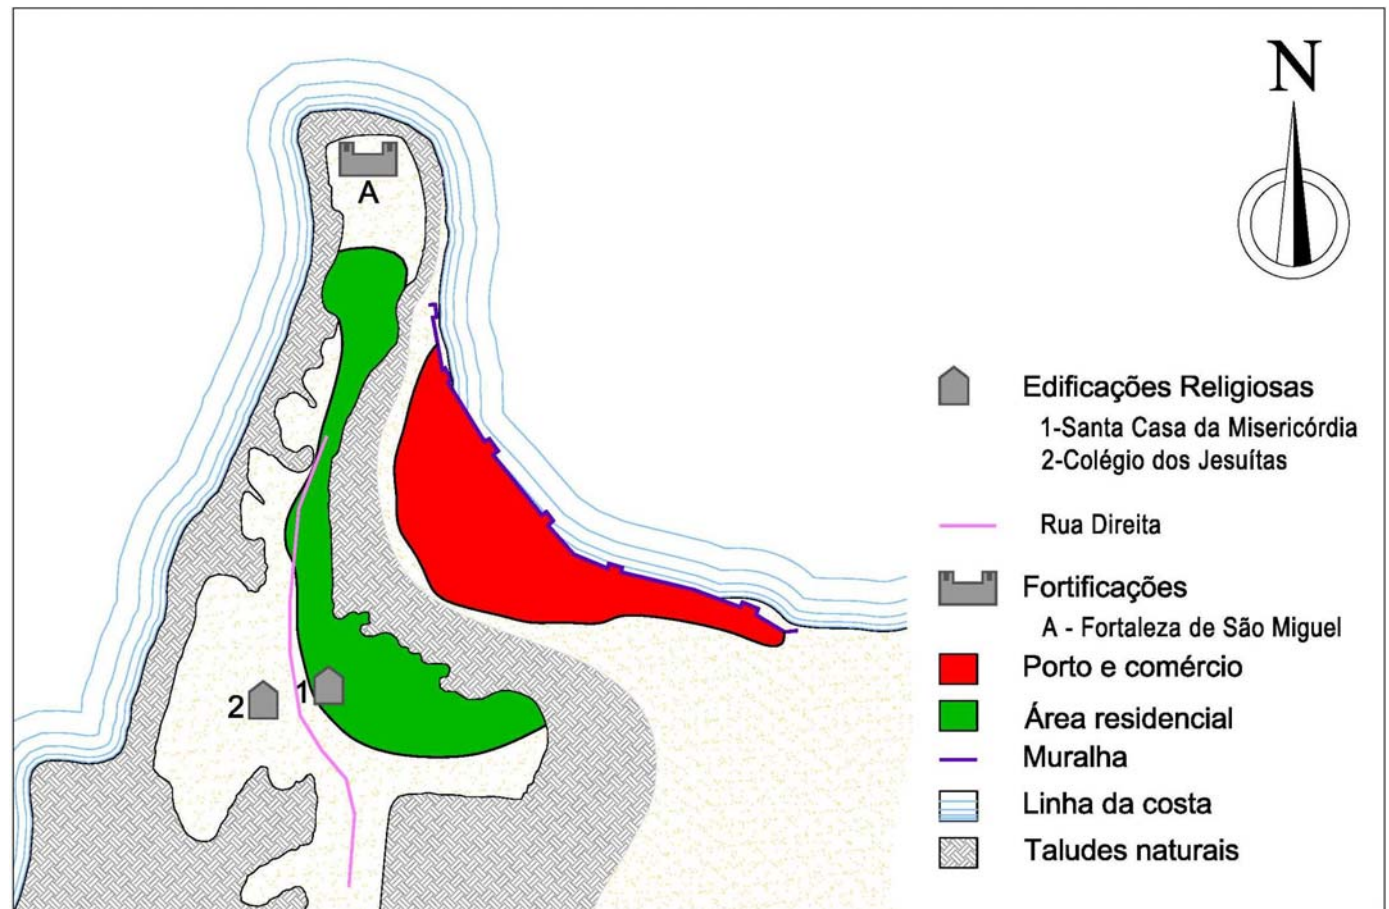 N
A
1
2
Edificações Religiosas
1-Santa Casa da Misericórdia
2-Colégio dos Jesuítas
Rua Direita
Fortificações
A - Fortaleza de São Miguel
Porto e comércio
Área residencial
Muralha
Linha da costa
Taludes naturais